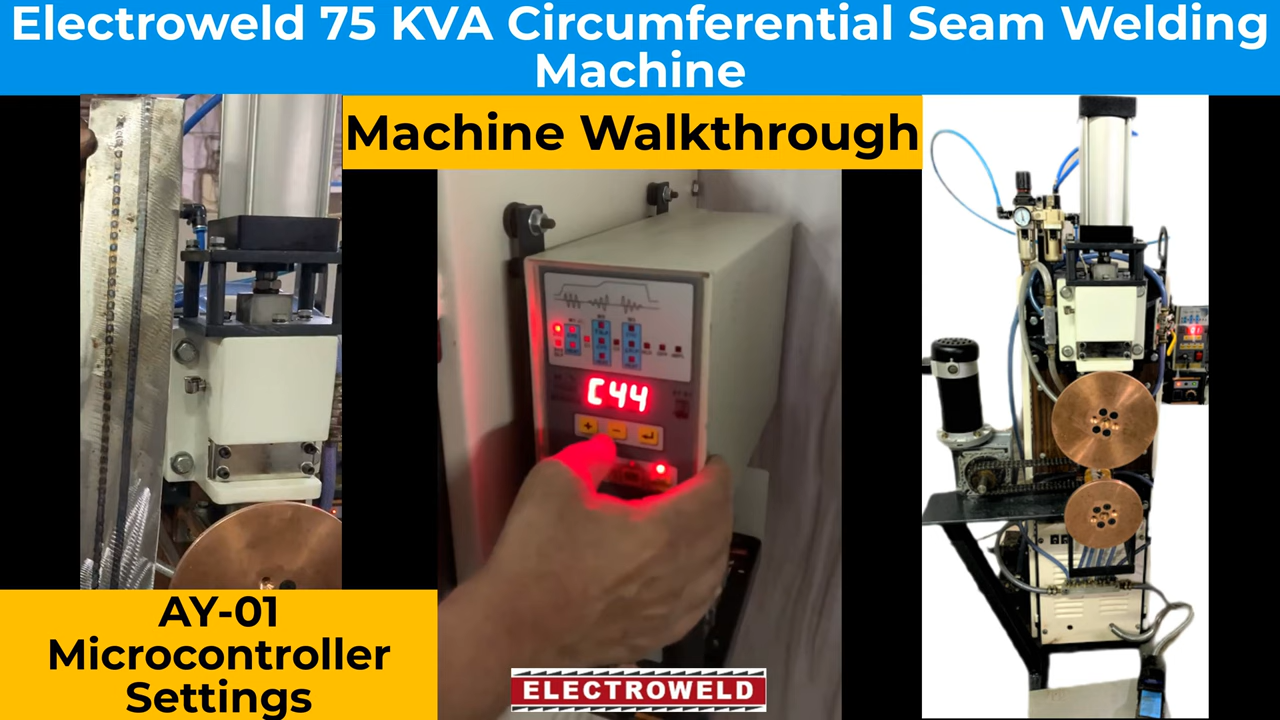 Electroweld 75 KVA Circumferential Seam Welding
Machine
Machine Walkthrough
C44
+ -
AY-01
Microcontroller
Settings
ELECTROWELD